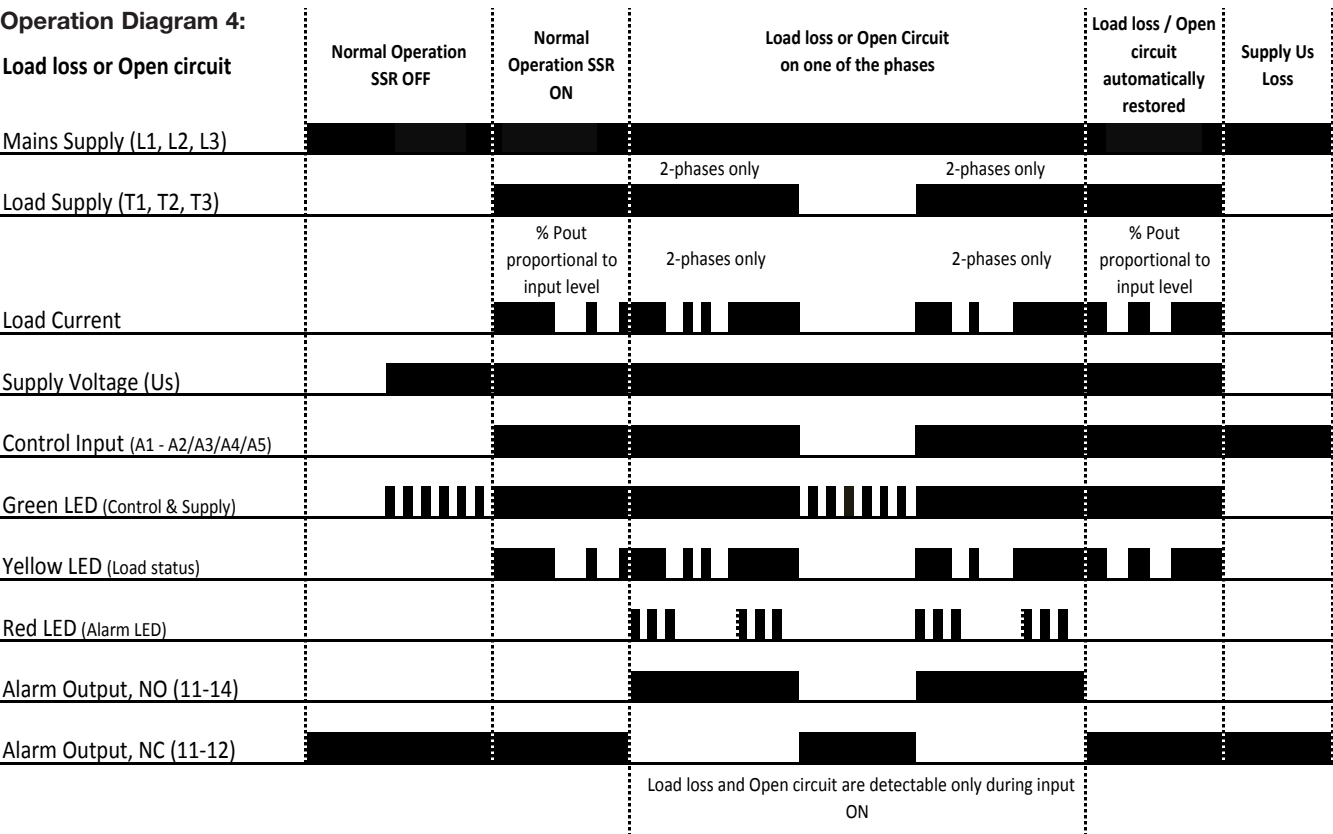 Operation Diagram 4:
Load loss or Open circuit
Normal Operation
SSR OFF
Normal
Operation SSR
ON
Load loss or Open Circuit
on one of the phases
Load loss / Open
circuit
automatically
restored
Supply Us
Loss
Mains Supply (L1, L2, L3)
2-phases only
2-phases only
Load Supply (T1, T2, T3)
% Pout
proportional to
input level
2-phases only
2-phases only
% Pout
proportional to
input level
Load Current
Supply Voltage (Us)
Control Input (A1 - A2/A3/A4/A5)
Green LED (Control & Supply)
Yellow LED (Load status)
Red LED (Alarm LED)
Alarm Output, NO (11-14)
Alarm Output, NC (11-12)
Load loss and Open circuit are detectable only during input
ON